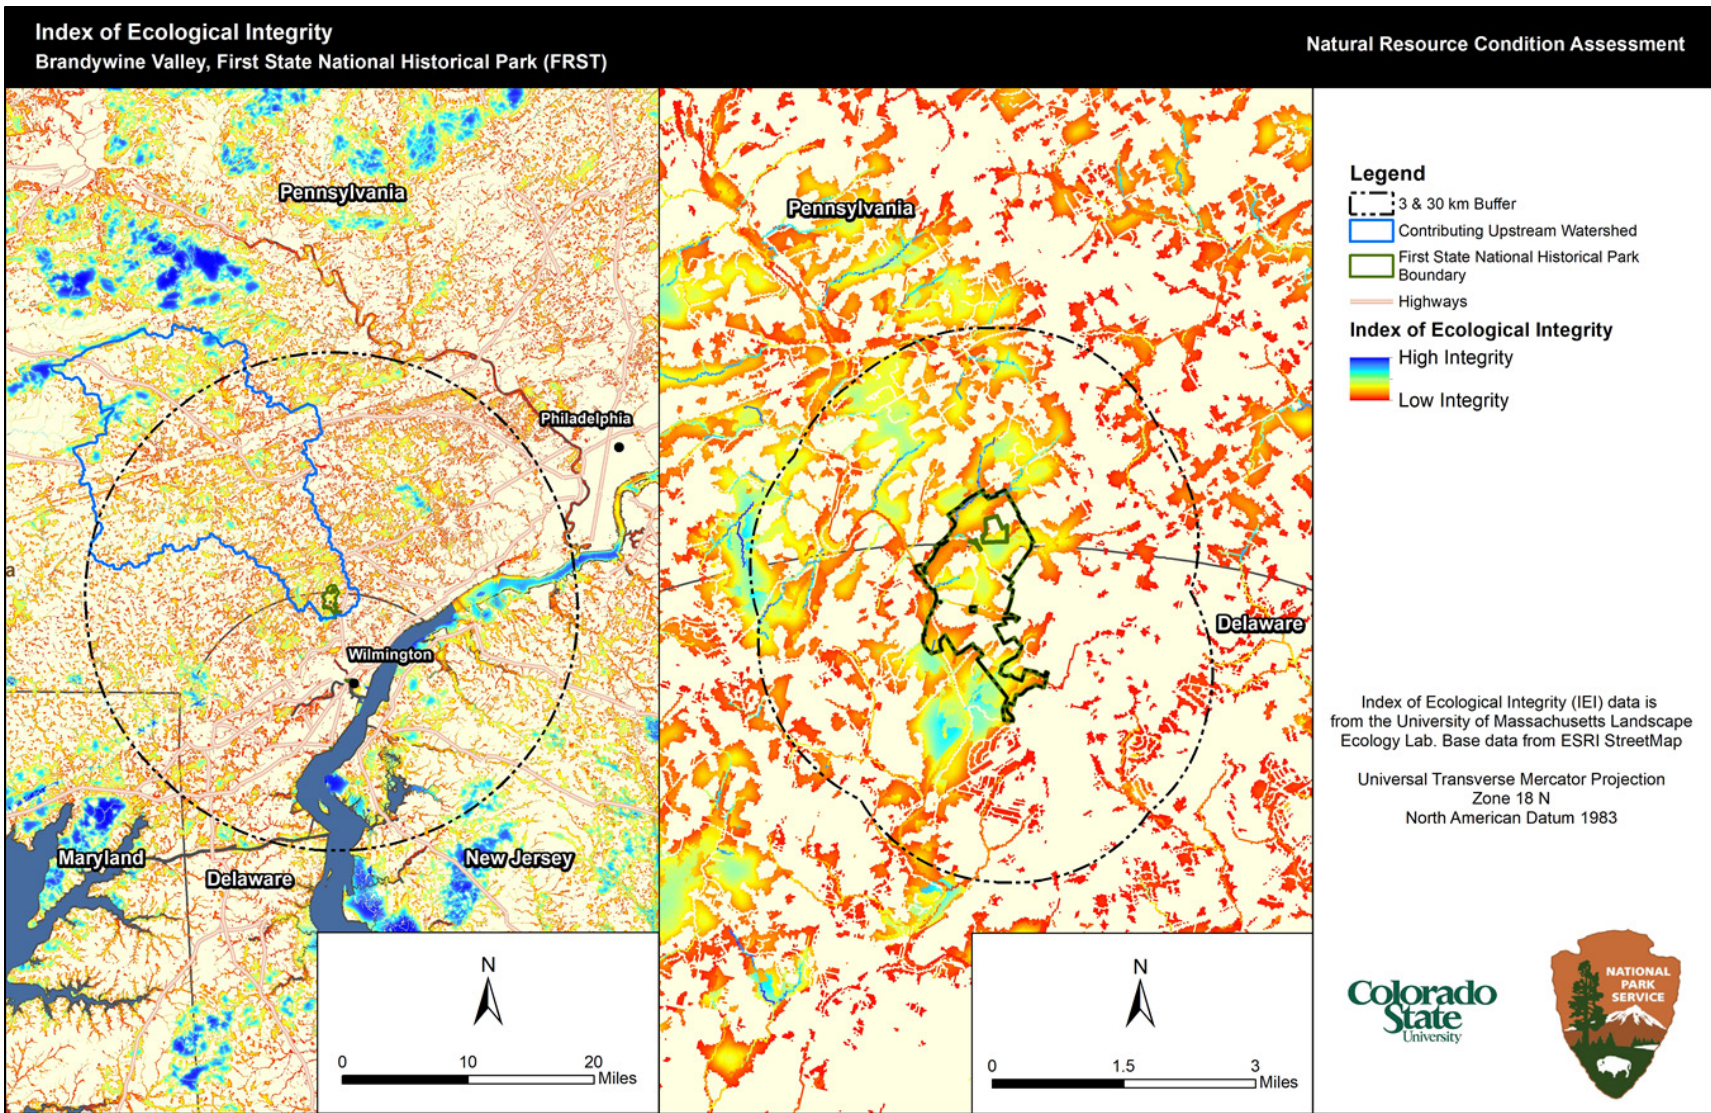 Index of Ecological Integrity
Brandywine Valley, First State National Historical Park (FRST)
Natural Resource Condition Assessment
Pennsylvania
Philadelphia
a
Wilmington
Maryland
Delaware
New Jersey
N
0 10 20
Miles
Pennsylvania
Delaware
N
0 1.5 3
Miles
Legend
3 & 30 km Buffer
Contributing Upstream Watershed
First State National Historical Park
Boundary
Highways
Index of Ecological Integrity
High Integrity
Low Integrity
Index of Ecological Integrity (IEI) data is
from the University of Massachusetts Landscape
Ecology Lab. Base data from ESRI StreetMap
Universal Transverse Mercator Projection
Zone 18 N
North American Datum 1983
Colorado
State
University
NATIONAL
PARK
SERVICE